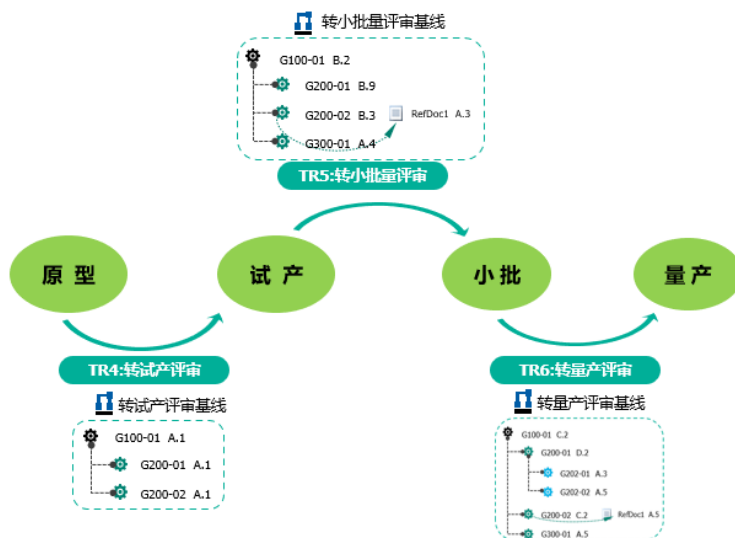 转小批量评审基线
G100-01 B.2
G200-01 B.9
G200-02 B.3
RefDoc1 A.3
G300-01 A.4
TR5:转小批量评审
原 型
试 产
小 批
量 产
TR4:转试产评审
TR6:转量产评审
转试产评审基线
G100-01 A.1
G200-01 A.1
G200-02 A.1
转量产评审基线
G100-01 C.2
G200-01 D.2
G202-01 A.3
G202-02 A.5
G200-02 C.2
RefDoc1 A.5
G300-01 A.5